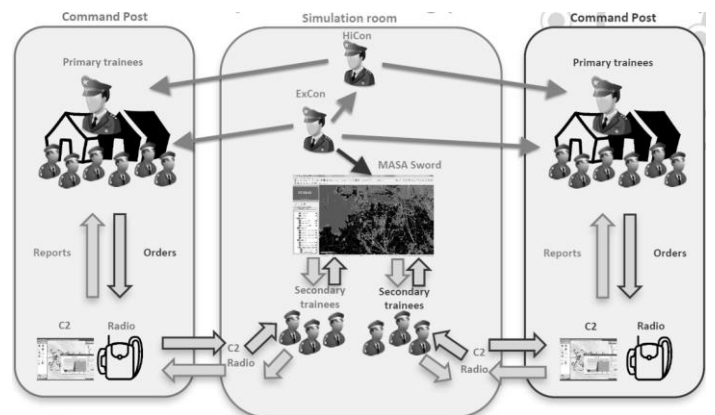 Command Post
Simulation room
Command Post
HiCon
Primary trainees
Primary trainees
ExCon
MASA Sword
Reports
Orders
Reports
Orders
Secondary
trainees
Secondary
trainees
C2
Radio
C2
Radio
C2
Radio
C2
Radio